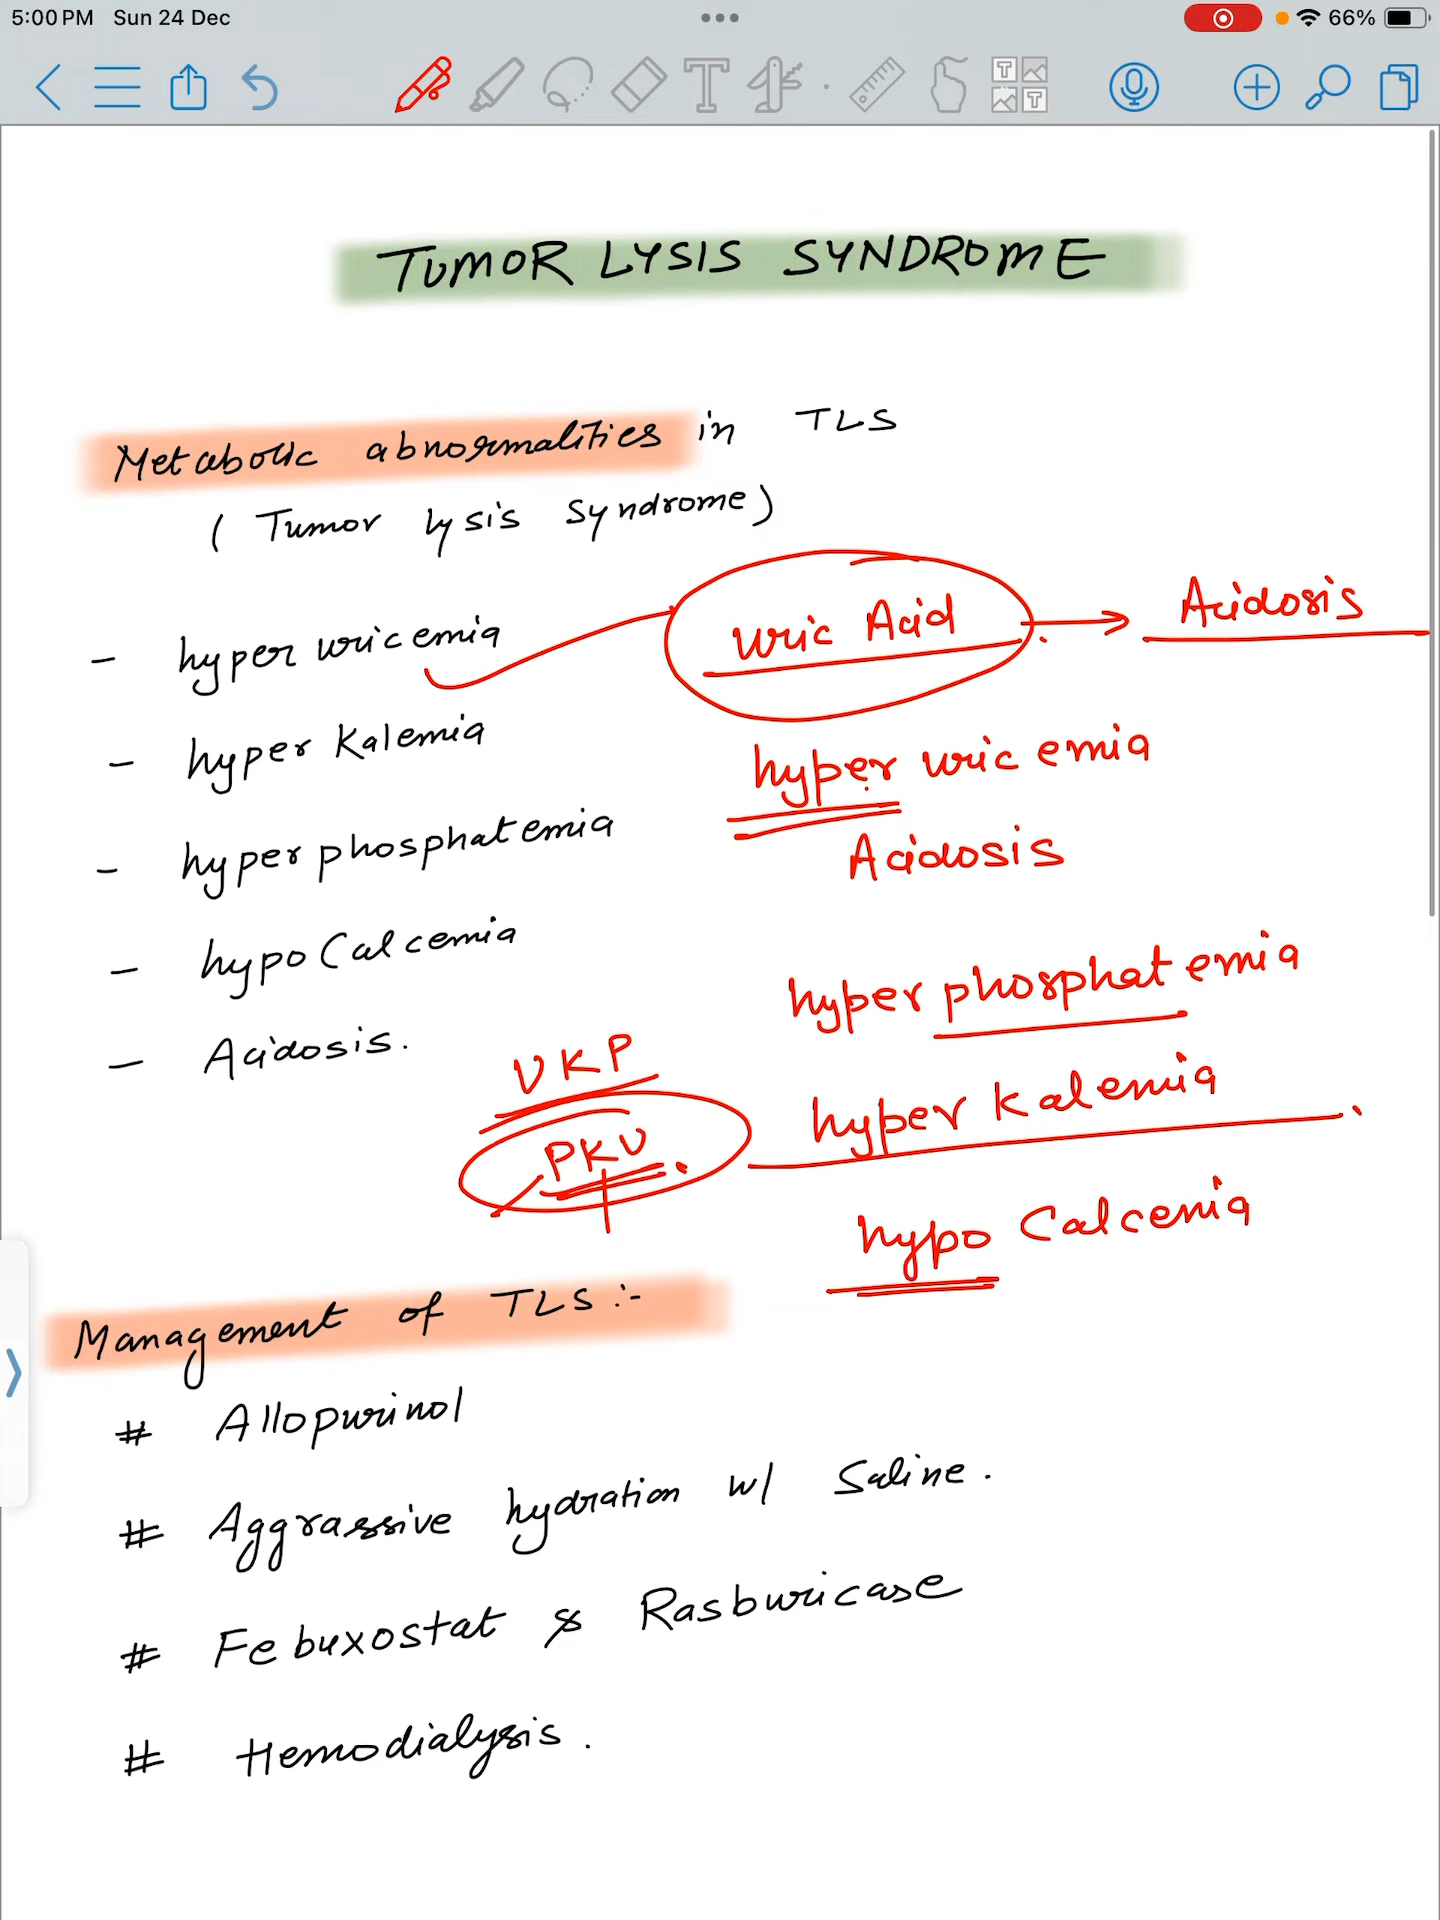 5:00 PM Sun 24 Dec
66%
TUMOR LYSIS SYNDROME
Metabolic abnormalities in TLS
( Tumor lysis Syndrome)
- hyper uricemia
Uric Acid → Acidosis
- hyper Kalemia
hyper uricemia
- hyper phosphatemia
Acidosis
- hypo Calcemia
hyper phosphatemia
- Acidosis.
UKP
hyper Kalemia
PKU
hypo Calcemia
Management of TLS :-
# Allopurinol
# Aggrassive hydration w/ Saline.
# Febuxostat & Rasburicase
# Hemodialysis.